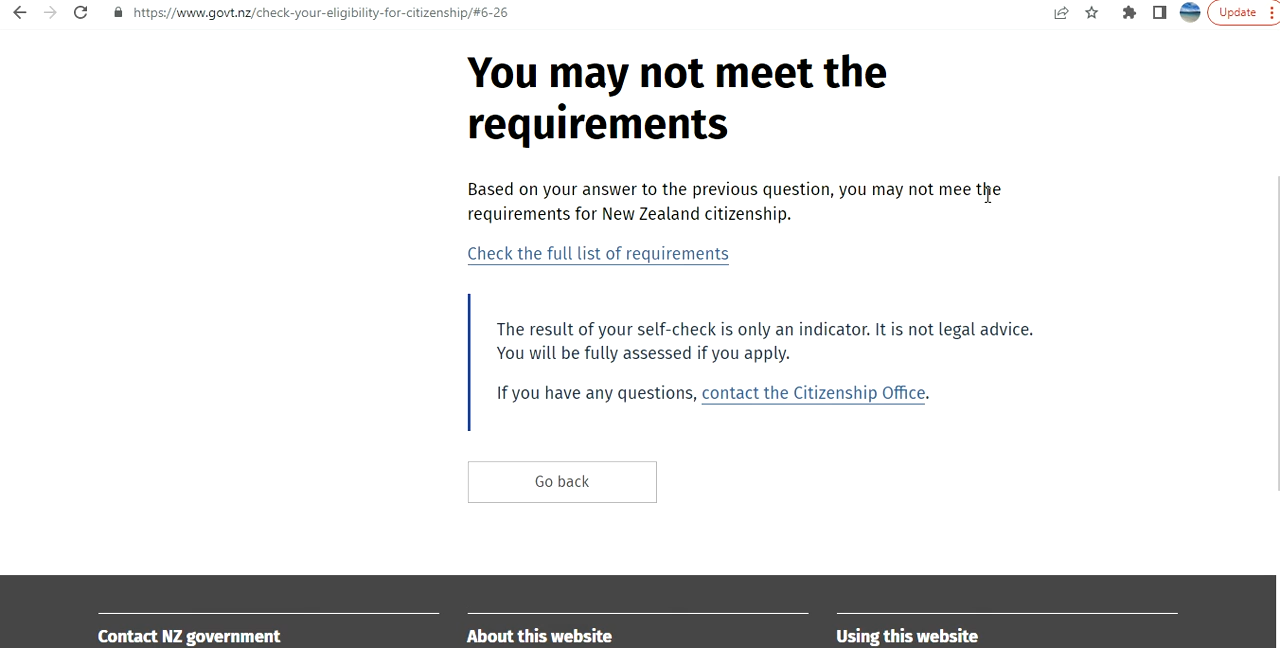 https://www.govt.nz/check-your-eligibility-for-citizenship/#6-26
Update
You may not meet the
requirements
Based on your answer to the previous question, you may not mee the
requirements for New Zealand citizenship.
Check the full list of requirements
The result of your self-check is only an indicator. It is not legal advice.
You will be fully assessed if you apply.
If you have any questions, contact the Citizenship Office.
Go back
Contact NZ government
About this website
Using this website